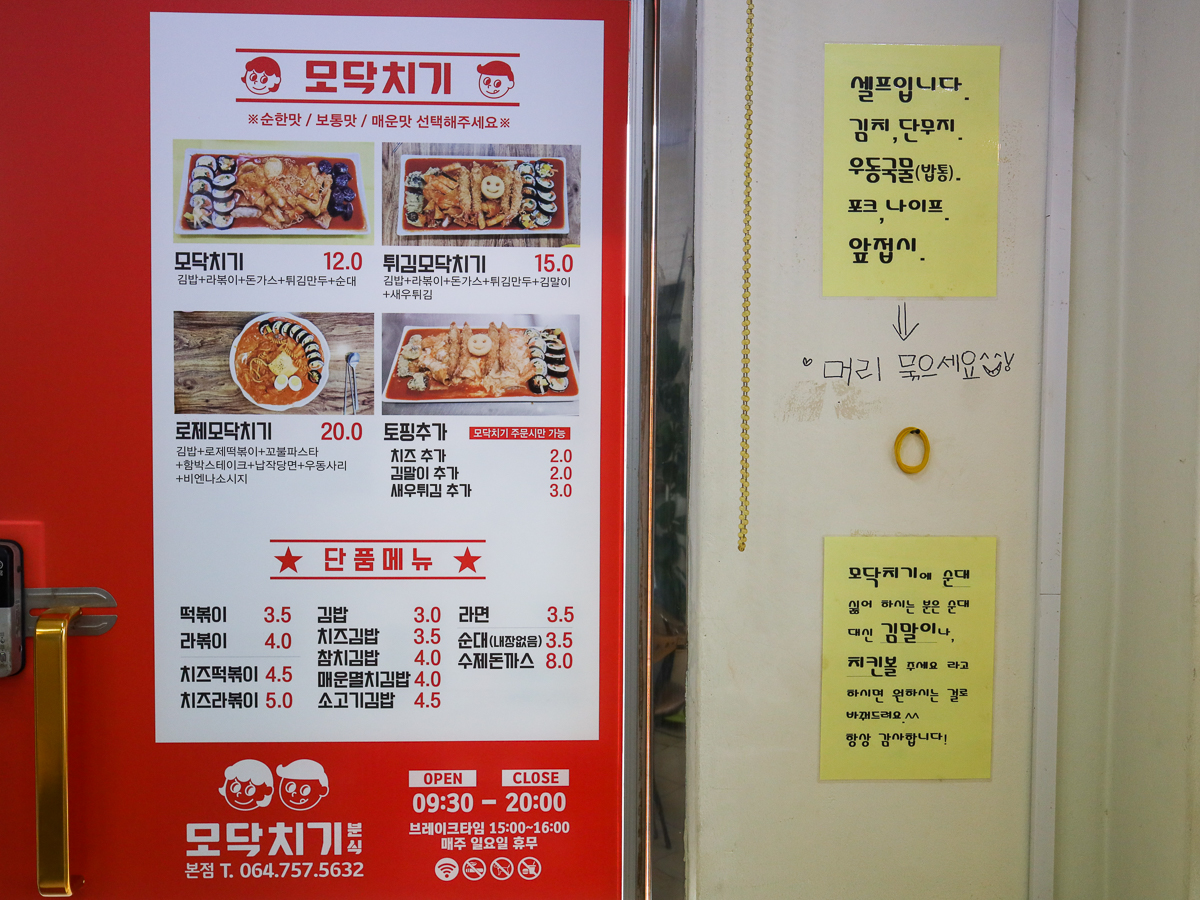 모닥치기
※순한맛 / 보통맛 / 매운맛 선택해주세요※
모닥치기 12.0
김밥+라볶이+돈가스+튀김만두+순대
튀김모닥치기 15.0
김밥+라볶이+돈가스+튀김만두+김말이
+새우튀김
로제모닥치기 20.0
김밥+로제떡볶이+꼬불파스타
+함박스테이크+납작당면+우동사리
+비엔나소시지
토핑추가 모닥치기 주문시만 가능
치즈 추가 2.0
김말이 추가 2.0
새우튀김 추가 3.0
단품메뉴
떡볶이 3.5
라볶이 4.0
치즈떡볶이 4.5
치즈라볶이 5.0
김밥 3.0
치즈김밥 3.5
참치김밥 4.0
매운멸치김밥 4.0
소고기김밥 4.5
라면 3.5
순대(내장없음) 3.5
수제돈까스 8.0
모닥치기분식
본점 T. 064.757.5632
OPEN CLOSE
09:30 - 20:00
브레이크타임 15:00~16:00
매주 일요일 휴무
셀프입니다.
김치,단무지.
우동국물(밥통).
포크,나이프.
앞접시.
머리 묶으세요^^
모닥치기에 순대
싫어 하시는 분은 순대
대신 김말이나,
치킨볼 주세요 라고
하시면 원하시는 걸로
바꿔드려요.^^
항상 감사합니다!